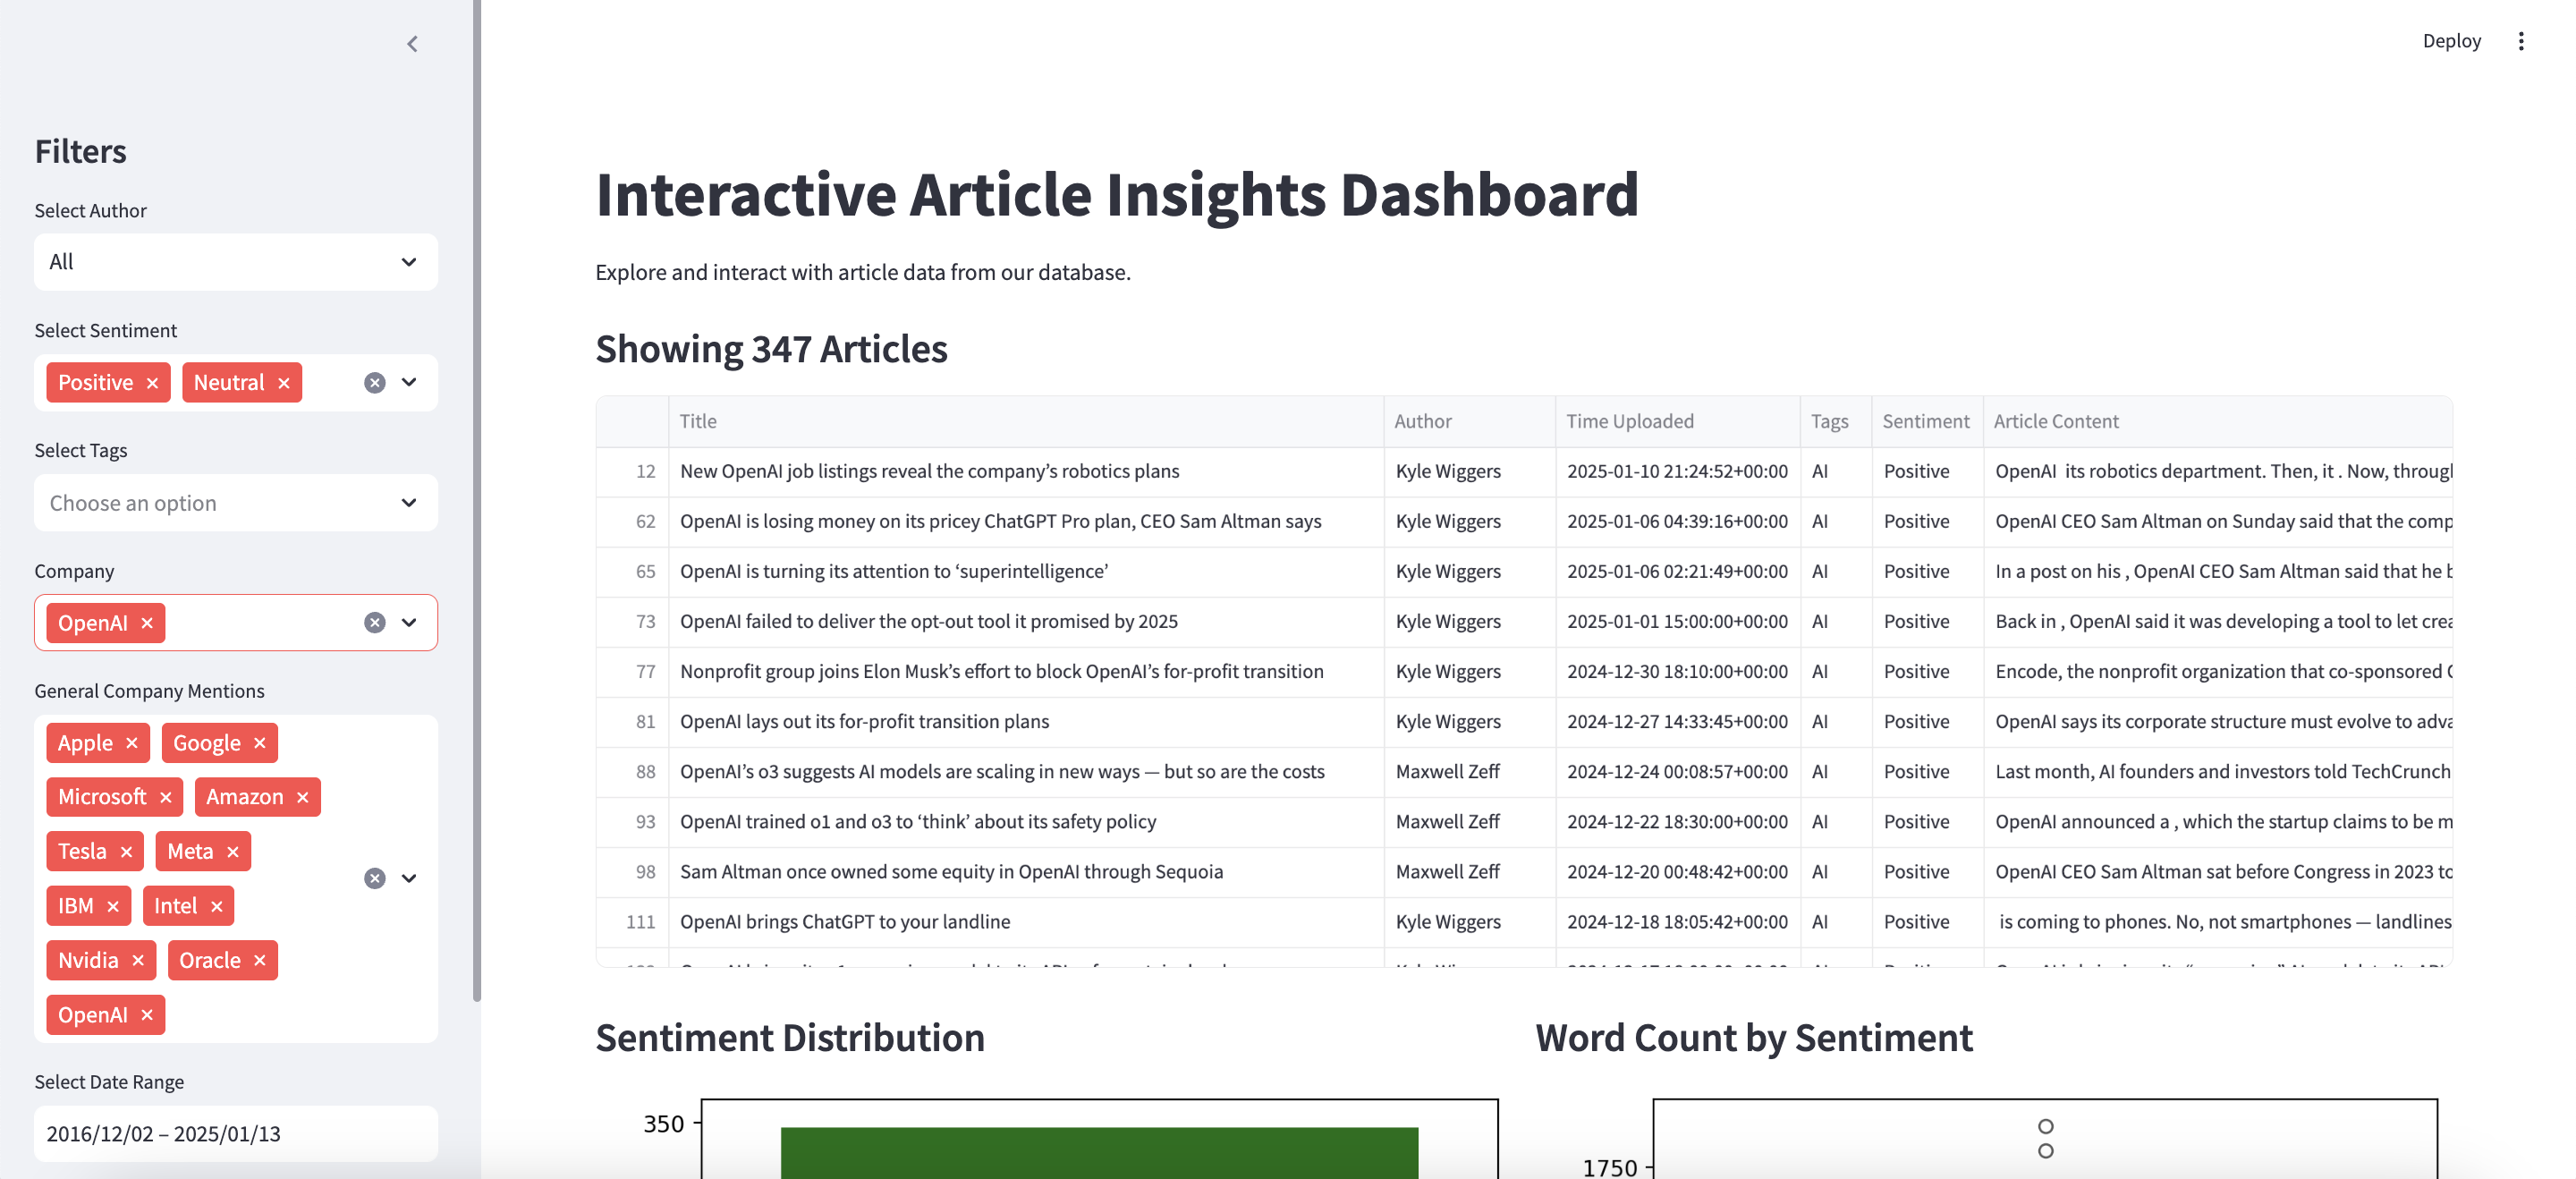 Deploy
Filters
Select Author
All
Select Sentiment
Positive × Neutral ×
Select Tags
Choose an option
Company
OpenAI ×
General Company Mentions
Apple × Google ×
Microsoft × Amazon ×
Tesla × Meta ×
IBM × Intel ×
Nvidia × Oracle ×
OpenAI ×
Select Date Range
2016/12/02 – 2025/01/13
Interactive Article Insights Dashboard
Explore and interact with article data from our database.
Showing 347 Articles
Title Author Time Uploaded Tags Sentiment Article Content
12 New OpenAI job listings reveal the company’s robotics plans Kyle Wiggers 2025-01-10 21:24:52+00:00 AI Positive OpenAI its robotics department. Then, it . Now, through
62 OpenAI is losing money on its pricey ChatGPT Pro plan, CEO Sam Altman says Kyle Wiggers 2025-01-06 04:39:16+00:00 AI Positive OpenAI CEO Sam Altman on Sunday said that the comp
65 OpenAI is turning its attention to ‘superintelligence’ Kyle Wiggers 2025-01-06 02:21:49+00:00 AI Positive In a post on his , OpenAI CEO Sam Altman said that he b
73 OpenAI failed to deliver the opt-out tool it promised by 2025 Kyle Wiggers 2025-01-01 15:00:00+00:00 AI Positive Back in , OpenAI said it was developing a tool to let crea
77 Nonprofit group joins Elon Musk’s effort to block OpenAI’s for-profit transition Kyle Wiggers 2024-12-30 18:10:00+00:00 AI Positive Encode, the nonprofit organization that co-sponsored
81 OpenAI lays out its for-profit transition plans Kyle Wiggers 2024-12-27 14:33:45+00:00 AI Positive OpenAI says its corporate structure must evolve to adva
88 OpenAI’s o3 suggests AI models are scaling in new ways — but so are the costs Maxwell Zeff 2024-12-24 00:08:57+00:00 AI Positive Last month, AI founders and investors told TechCrunch
93 OpenAI trained o1 and o3 to ‘think’ about its safety policy Maxwell Zeff 2024-12-22 18:30:00+00:00 AI Positive OpenAI announced a , which the startup claims to be m
98 Sam Altman once owned some equity in OpenAI through Sequoia Maxwell Zeff 2024-12-20 00:48:42+00:00 AI Positive OpenAI CEO Sam Altman sat before Congress in 2023 to
111 OpenAI brings ChatGPT to your landline Kyle Wiggers 2024-12-18 18:05:42+00:00 AI Positive is coming to phones. No, not smartphones — landlines
Sentiment Distribution
Word Count by Sentiment
350
1750